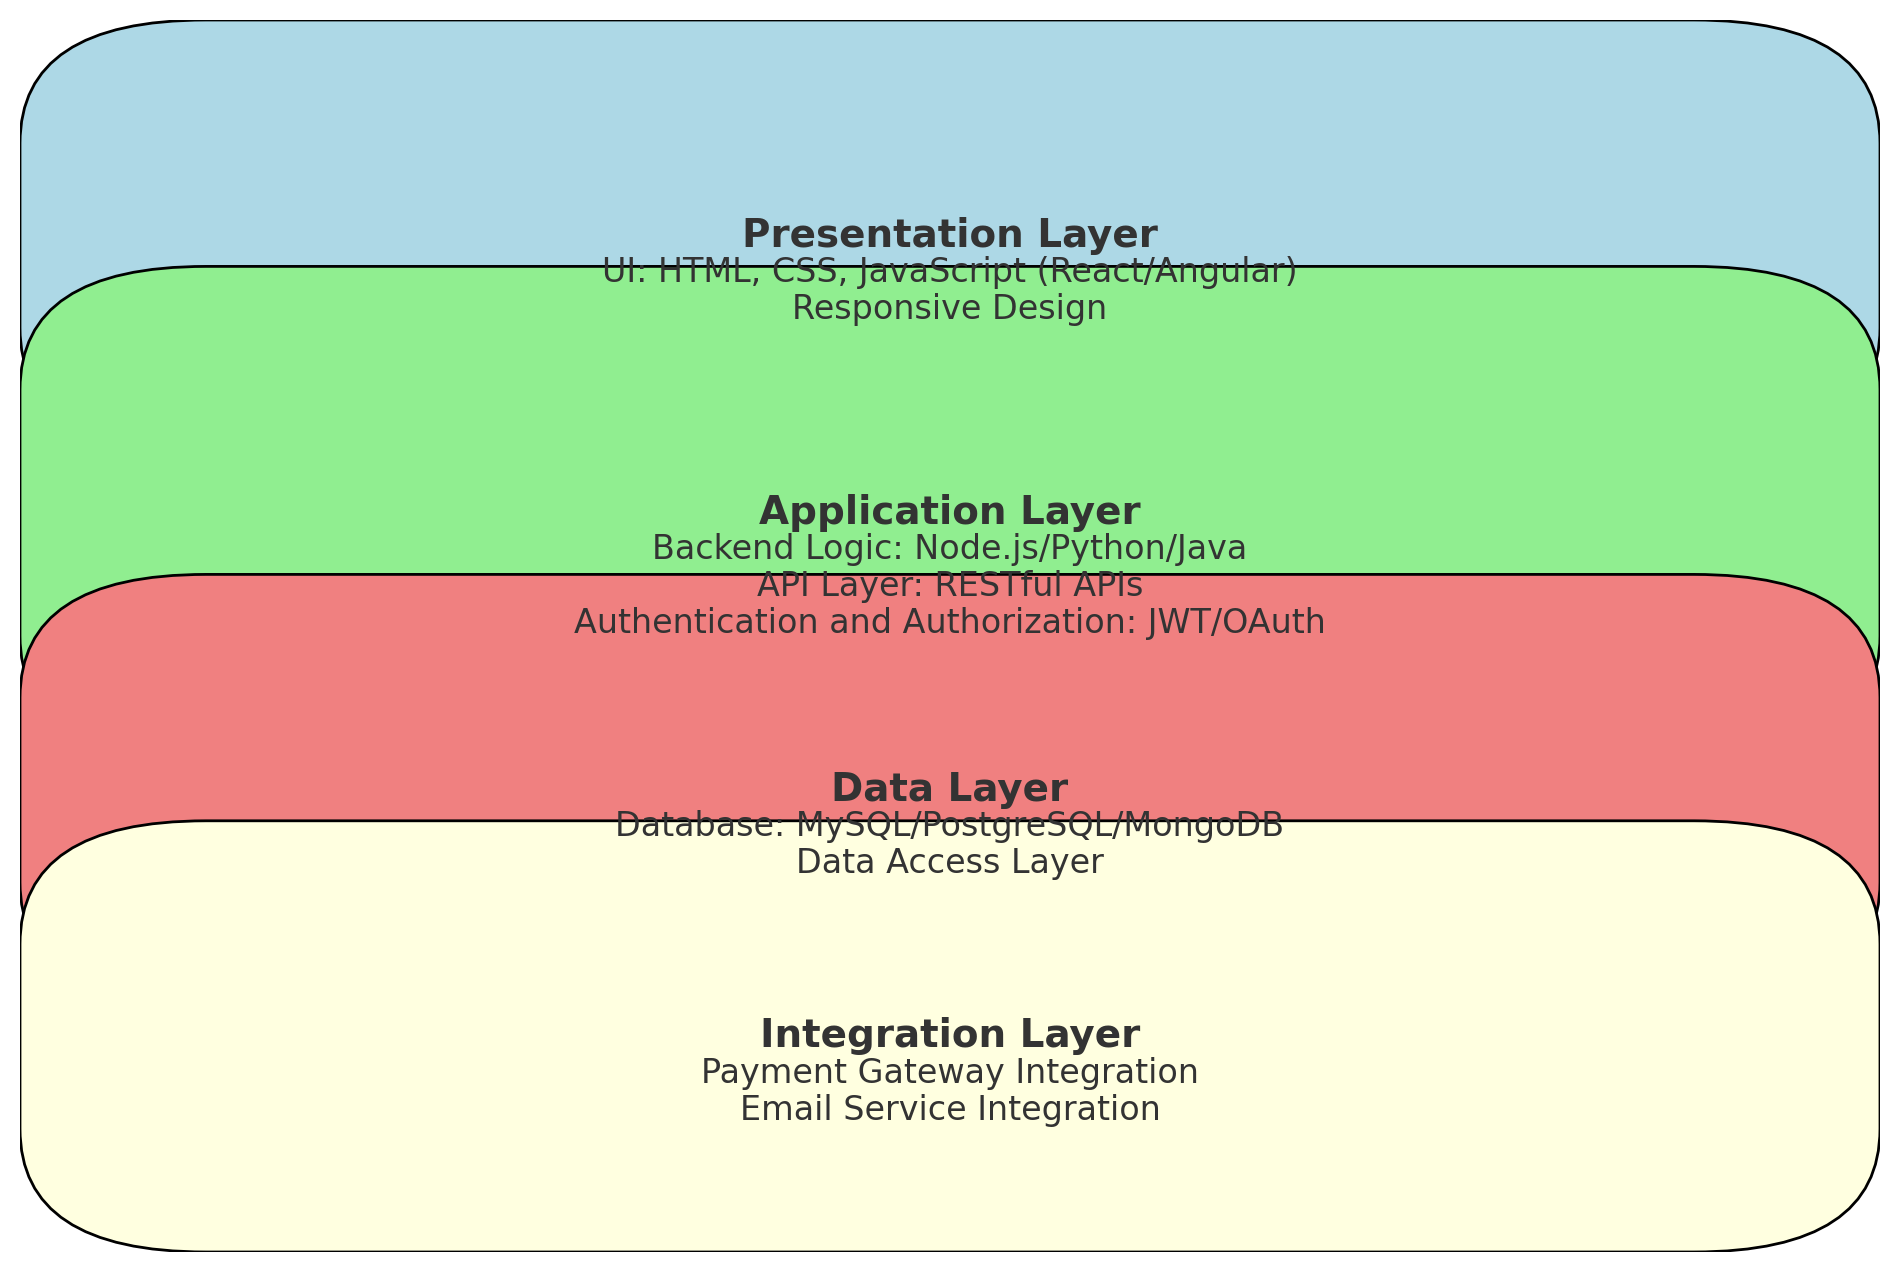 Presentation Layer
UI: HTML, CSS, JavaScript (React/Angular)
Responsive Design
Application Layer
Backend Logic: Node.js/Python/Java
API Layer: RESTful APIs
Authentication and Authorization: JWT/OAuth
Data Layer
Database: MySQL/PostgreSQL/MongoDB
Data Access Layer
Integration Layer
Payment Gateway Integration
Email Service Integration